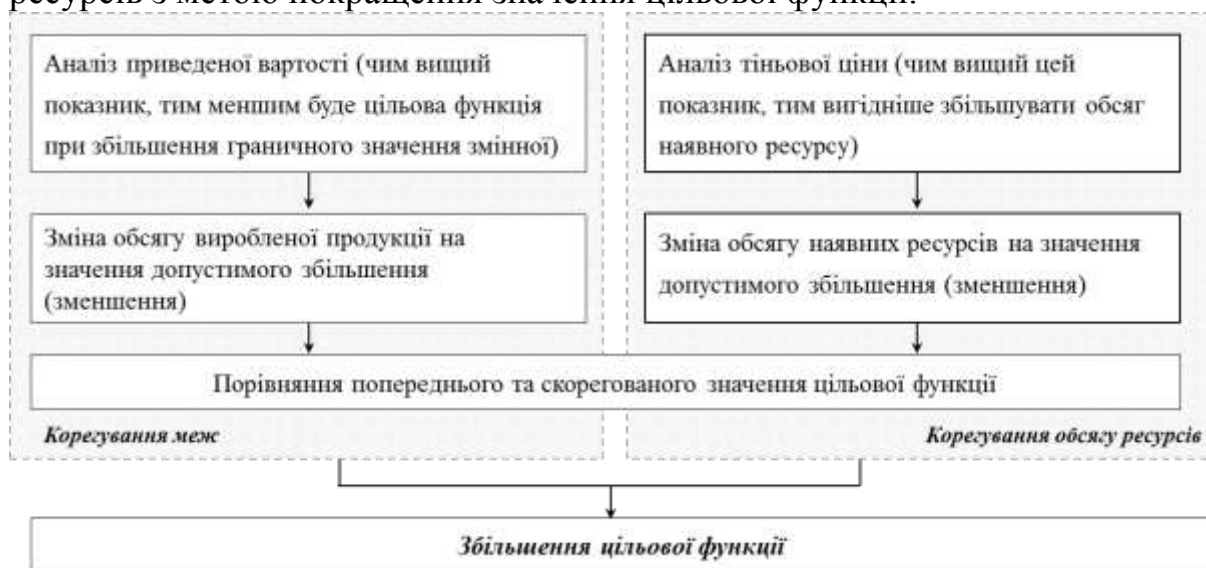 ресурсів з метою покращення значення цільової функції.
Аналіз приведеної вартості (чим вищий
показник, тим меншим буде цільова функція
при збільшення граничного значення змінної)
Аналіз тіньової ціни (чим вищий цей
показник, тим вигідніше збільшувати обсяг
наявного ресурсу)
Зміна обсягу виробленої продукції на
значення допустимого збільшення
(зменшення)
Зміна обсягу наявних ресурсів на значення
допустимого збільшення (зменшення)
Порівняння попереднього та скорегованого значення цільової функції
Корегування меж
Корегування обсягу ресурсів
Збільшення цільової функції